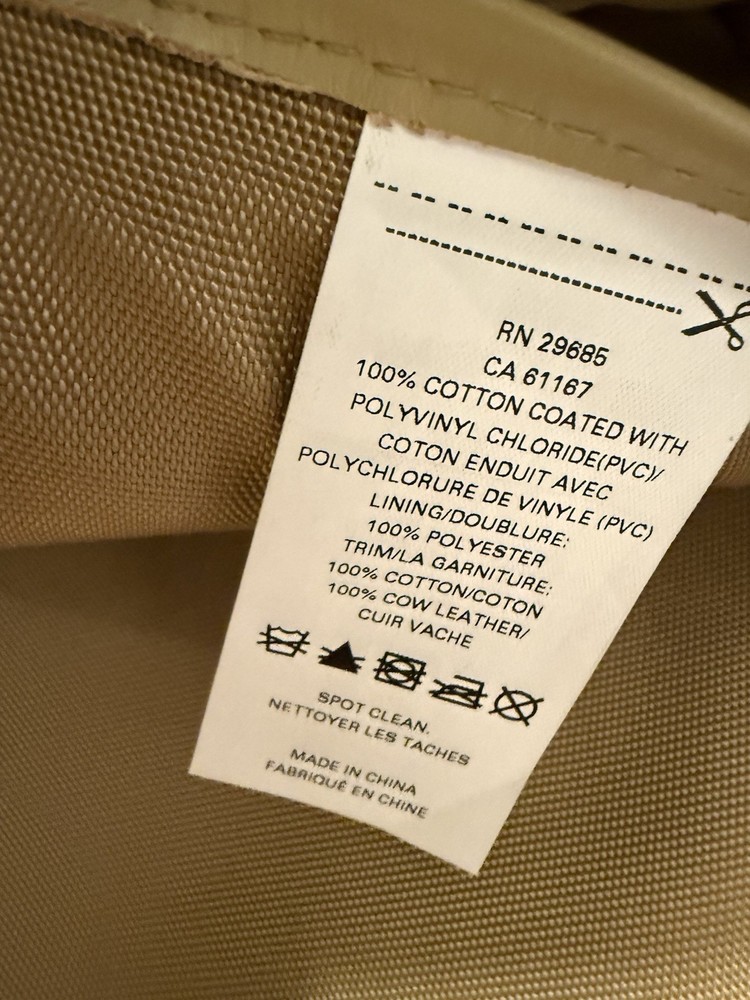 RN 29685
CA 61167
100% COTTON COATED WITH
POLYVINYL CHLORIDE(PVC)/
COTON ENDUIT AVEC
POLYCHLORURE DE VINYLE (PVC)
LINING/DOUBLURE:
100% POLYESTER
TRIM/LA GARNITURE:
100% COTTON/COTON
100% COW LEATHER/
CUIR VACHE
SPOT CLEAN.
NETTOYER LES TACHES
MADE IN CHINA
FABRIQUÉ EN CHINE